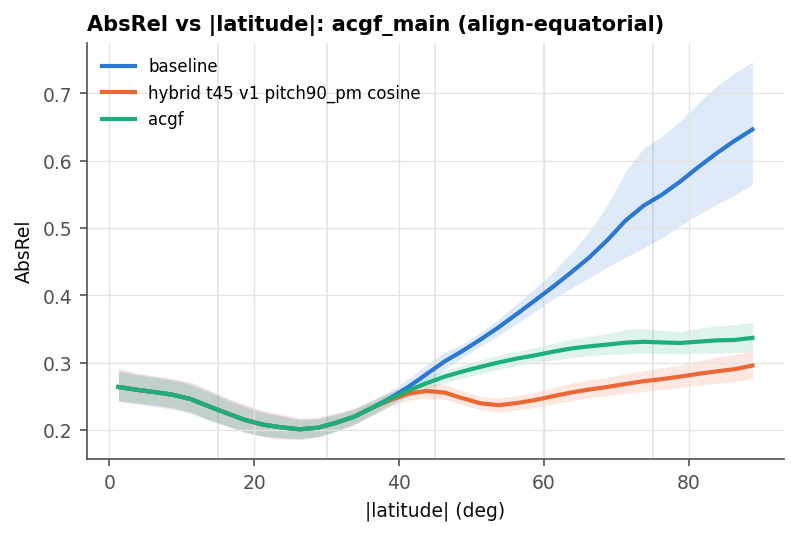 AbsRel vs |latitude|: acgf_main (align-equatorial)
baseline
hybrid t45 v1 pitch90_pm cosine
acgf
0.7
0.6
0.5
0.4
0.3
0.2
AbsRel
0 20 40 60 80
|latitude| (deg)